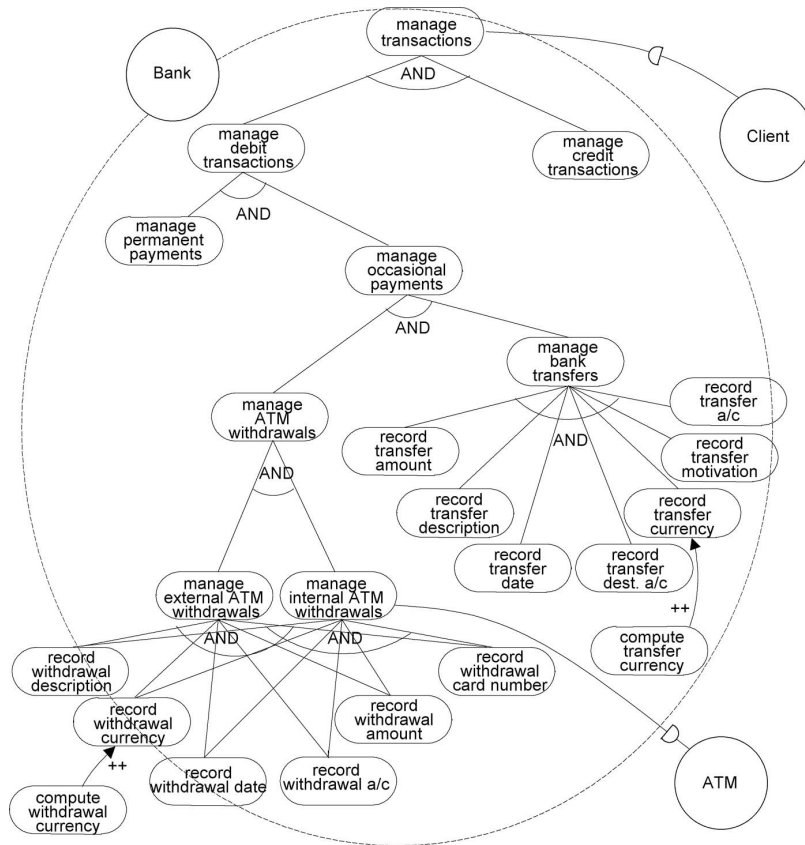 manage
transactions
Bank
AND
Client
manage
debit
transactions
manage
credit
transactions
AND
manage
permanent
payments
manage
occasional
payments
AND
manage
bank
transfers
record
transfer
a/c
manage
ATM
withdrawals
record
transfer
amount
AND
record
transfer
motivation
AND
record
transfer
description
record
transfer
currency
record
transfer
date
record
transfer
dest. a/c
manage
external ATM
withdrawals
manage
internal ATM
withdrawals
++
AND
AND
compute
transfer
currency
record
withdrawal
description
record
withdrawal
card number
record
withdrawal
currency
record
withdrawal
amount
++
record
withdrawal date
record
withdrawal a/c
ATM
compute
withdrawal
currency